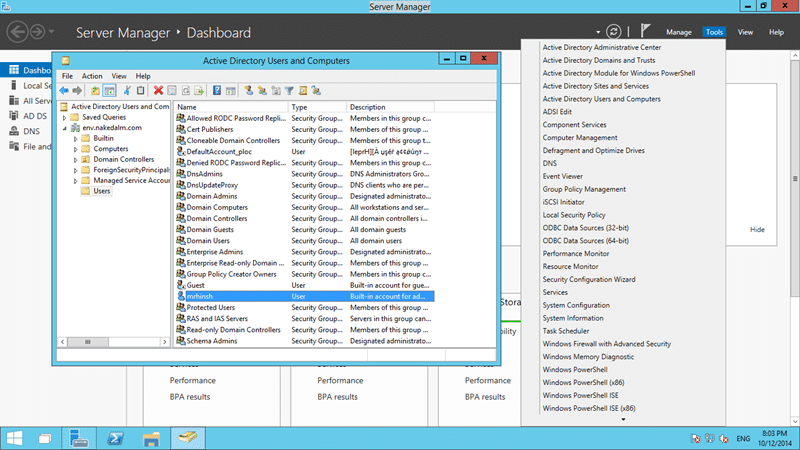 Server Manager
Server Manager ▸ Dashboard
Manage Tools View Help
Dashbo
Local Se
All Serve
AD DS
DNS
File and
Active Directory Users and Computers
File Action View Help
Active Directory Users and Com
Saved Queries
env.nakedalm.com
Builtin
Computers
Domain Controllers
ForeignSecurityPrincipals
Managed Service Accoun
Users
Name Type Description
Allowed RODC Password Replic... Security Group... Members in this group c...
Cert Publishers Security Group... Members of this group ...
Cloneable Domain Controllers Security Group... Members of this group t...
DefaultAccount_ploc User
Denied RODC Password Replic... Security Group... Members in this group c...
DnsAdmins Security Group... DNS Administrators Gro...
DnsUpdateProxy Security Group... DNS clients who are per...
Domain Admins Security Group... Designated administrato...
Domain Computers Security Group... All workstations and ser...
Domain Controllers Security Group... All domain controllers i...
Domain Guests Security Group... All domain guests
Domain Users Security Group... All domain users
Enterprise Admins Security Group... Designated administrato...
Enterprise Read-only Domain ... Security Group... Members of this group ...
Group Policy Creator Owners Security Group... Members in this group c...
Guest User Built-in account for gue...
mrhinsh User Built-in account for ad...
Protected Users Security Group... Members of this group ...
RAS and IAS Servers Security Group... Servers in this group can...
Read-only Domain Controllers Security Group... Members of this group ...
Schema Admins Security Group... Designated administrato...
Active Directory Administrative Center
Active Directory Domains and Trusts
Active Directory Module for Windows PowerShell
Active Directory Sites and Services
Active Directory Users and Computers
ADSI Edit
Component Services
Computer Management
Defragment and Optimize Drives
DNS
Event Viewer
Group Policy Management
iSCSI Initiator
Local Security Policy
ODBC Data Sources (32-bit)
ODBC Data Sources (64-bit)
Performance Monitor
Resource Monitor
Security Configuration Wizard
Services
System Configuration
System Information
Task Scheduler
Windows Firewall with Advanced Security
Windows Memory Diagnostic
Windows PowerShell
Windows PowerShell (x86)
Windows PowerShell ISE
Windows PowerShell ISE (x86)
Hide
Stora
bility
Performance Performance Performance
BPA results BPA results BPA results
ENG
8:03 PM
10/12/2014